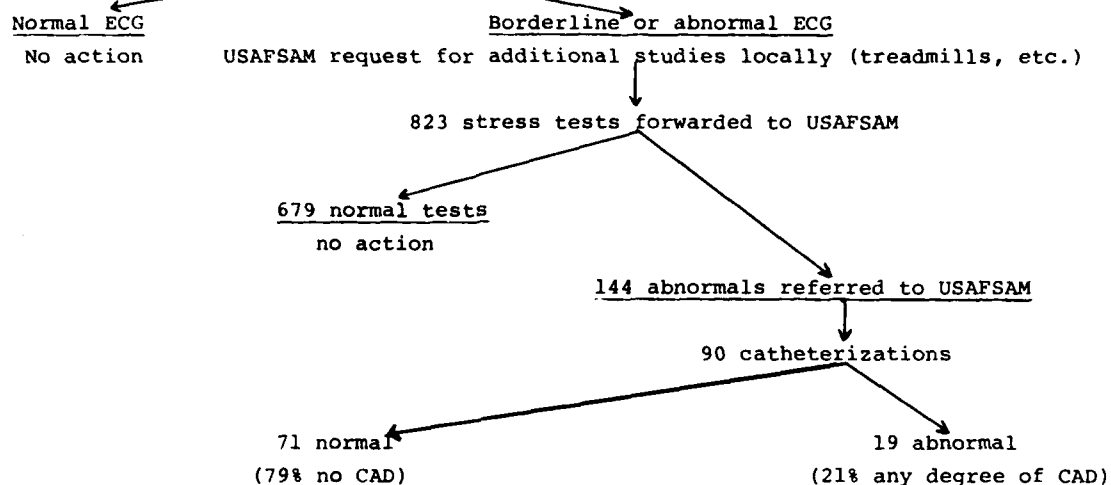 Normal ECG
Borderline or abnormal ECG
No action
USAFSAM request for additional studies locally (treadmills, etc.)
823 stress tests forwarded to USAFSAM
679 normal tests
no action
144 abnormals referred to USAFSAM
90 catheterizations
71 normal
19 abnormal
(79% no CAD)
(21% any degree of CAD)